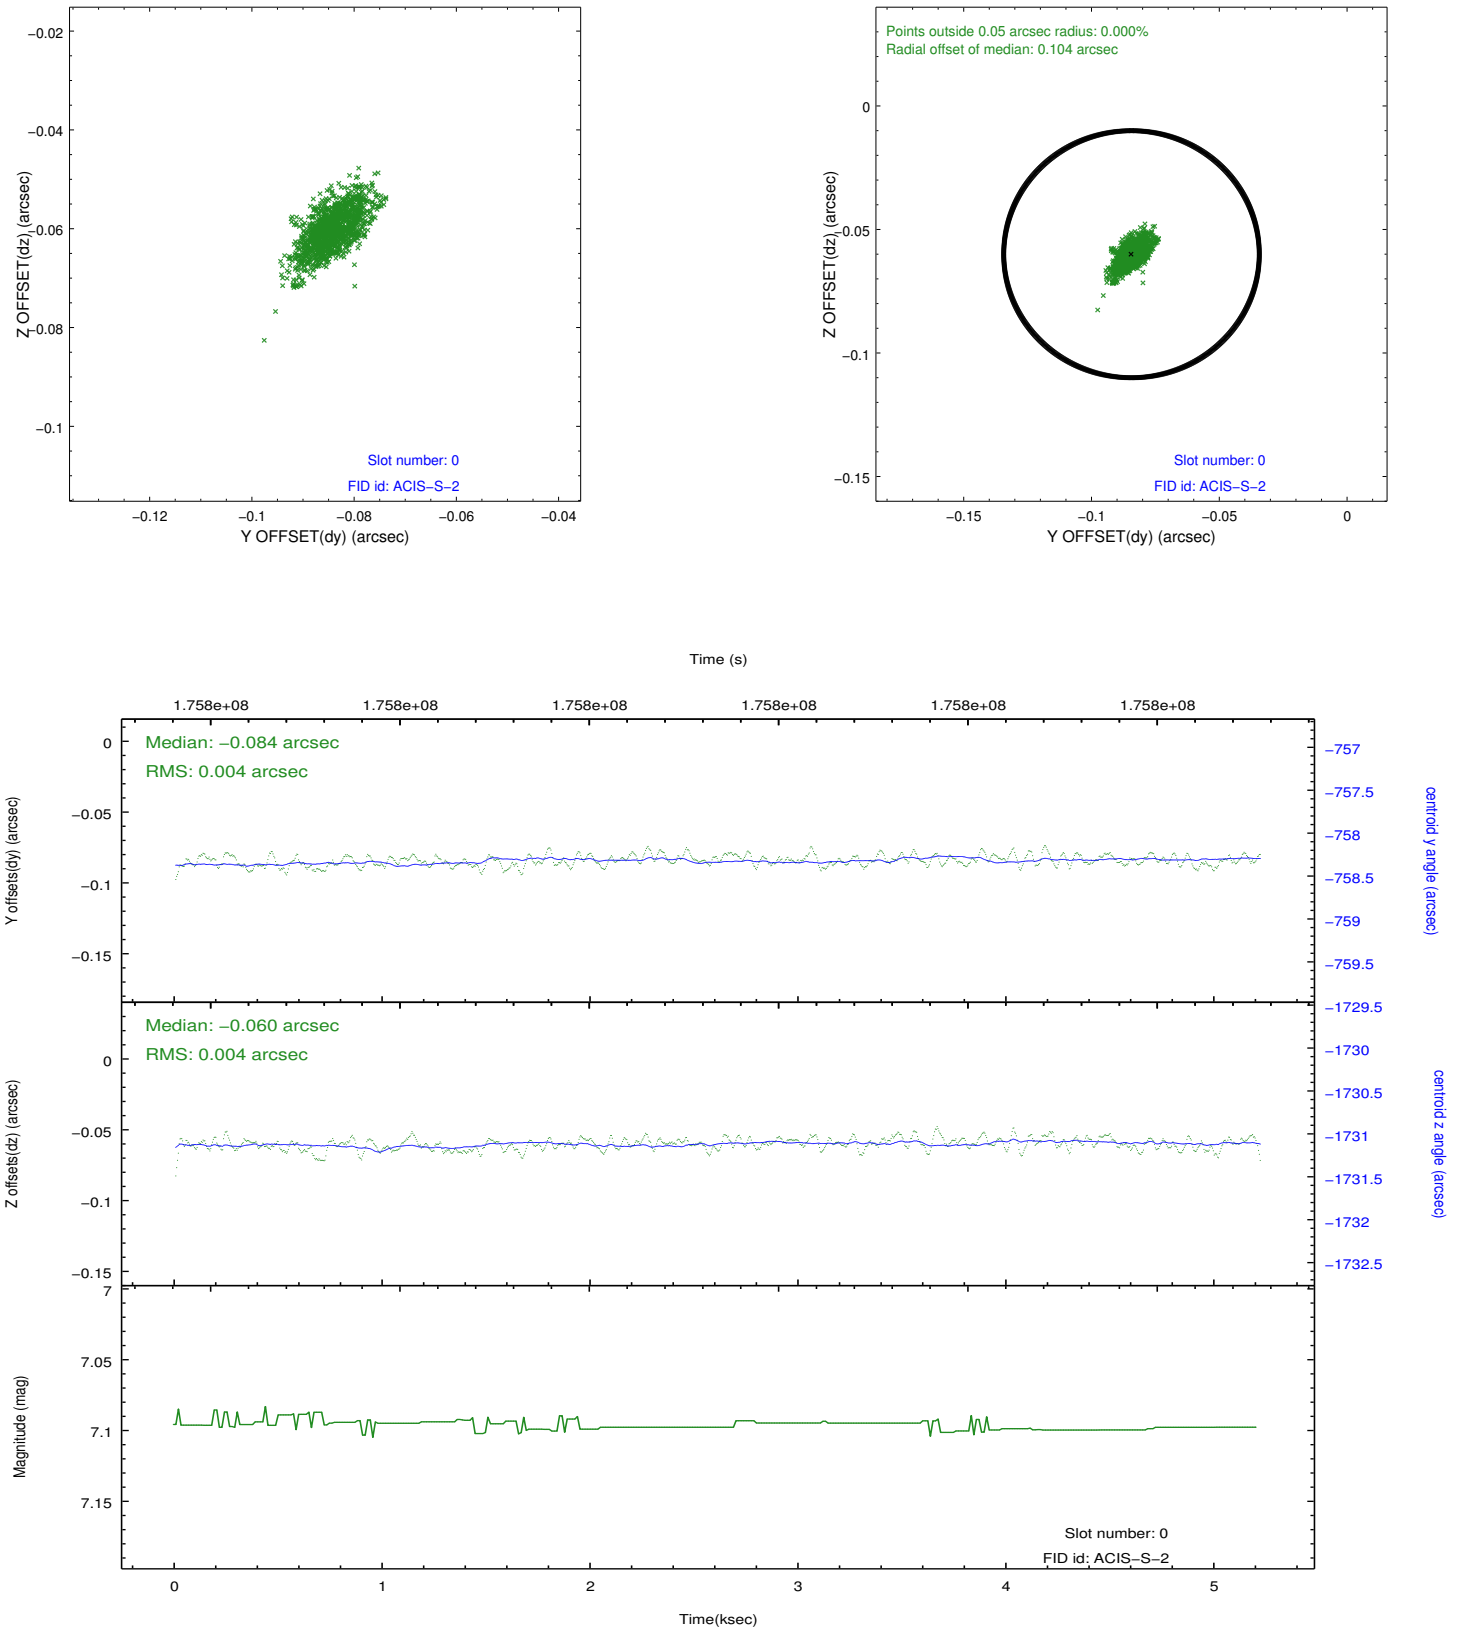 −0.02
−0.04
−0.06
−0.08
−0.1
Z OFFSET(dz) (arcsec)
Slot number: 0
FID id: ACIS−S−2
−0.12 −0.1 −0.08 −0.06 −0.04
Y OFFSET(dy) (arcsec)
Points outside 0.05 arcsec radius: 0.000%
Radial offset of median: 0.104 arcsec
0
−0.05
−0.1
−0.15
Z OFFSET(dz) (arcsec)
Slot number: 0
FID id: ACIS−S−2
−0.15 −0.1 −0.05 0
Y OFFSET(dy) (arcsec)
Time (s)
1.758e+08 1.758e+08 1.758e+08 1.758e+08 1.758e+08 1.758e+08
Median: −0.084 arcsec
RMS: 0.004 arcsec
0
−0.05
−0.1
−0.15
Y offsets(dy) (arcsec)
−757
−757.5
−758
−758.5
−759
−759.5
centroid y angle (arcsec)
Median: −0.060 arcsec
RMS: 0.004 arcsec
0
−0.05
−0.1
−0.15
Z offsets(dz) (arcsec)
−1729.5
−1730
−1730.5
−1731
−1731.5
−1732
−1732.5
centroid z angle (arcsec)
7
7.05
7.1
7.15
Magnitude (mag)
Slot number: 0
FID id: ACIS−S−2
0 1 2 3 4 5
Time(ksec)